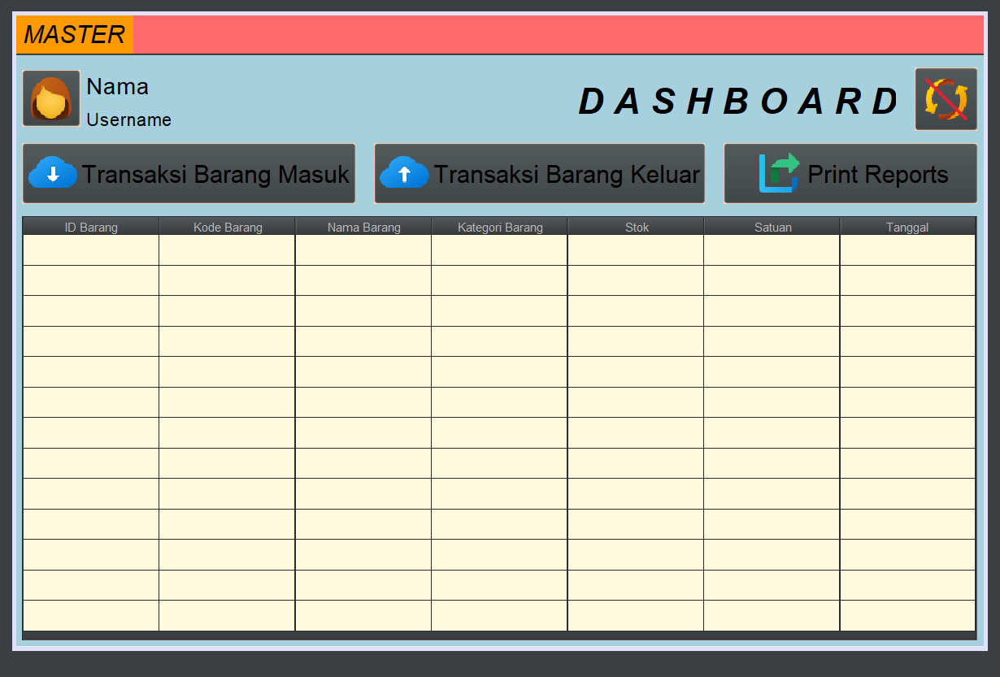 MASTER
Nama
Username
DASHBOARD
Transaksi Barang Masuk
Transaksi Barang Keluar
Print Reports
ID Barang
Kode Barang
Nama Barang
Kategori Barang
Stok
Satuan
Tanggal